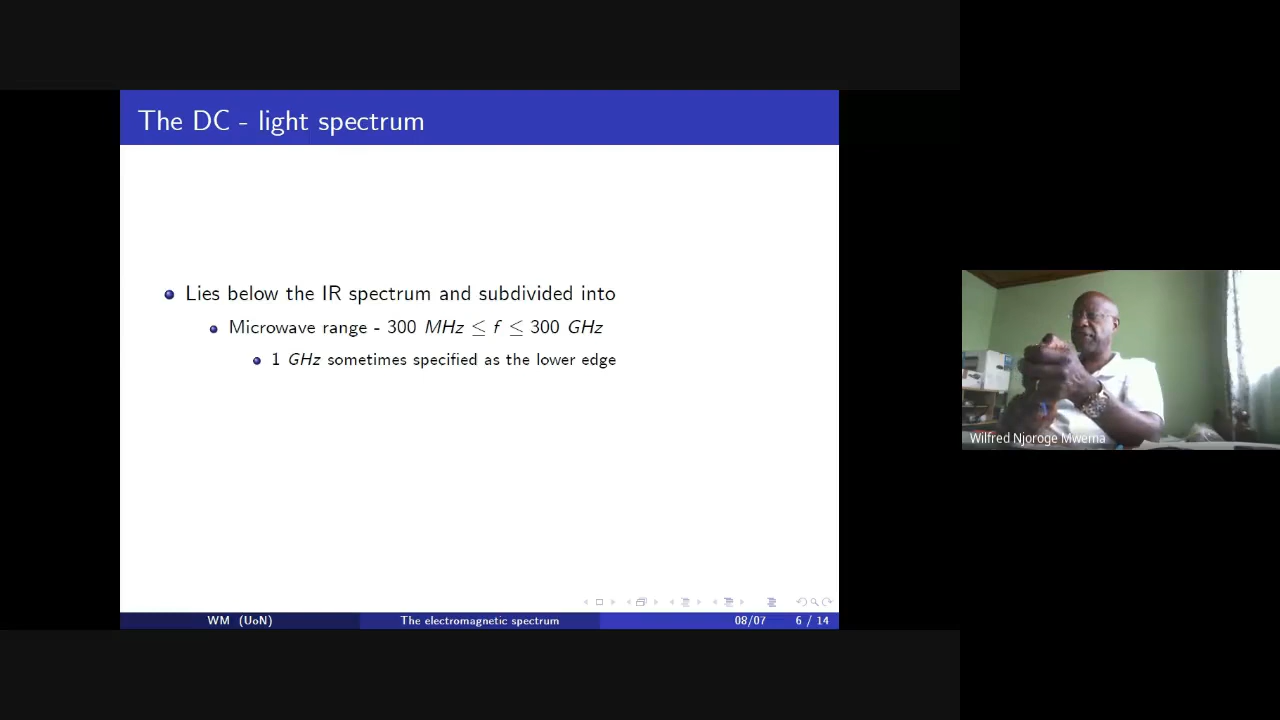 The DC - light spectrum
Lies below the IR spectrum and subdivided into
Microwave range - 300 MHz ≤ f ≤ 300 GHz
1 GHz sometimes specified as the lower edge
WM (UoN) The electromagnetic spectrum 08/07 6 / 14
Wilfred Njoroge Mwema